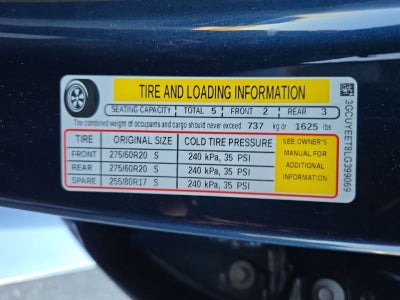 TIRE AND LOADING INFORMATION
SEATING CAPACITY TOTAL 5 FRONT 2 REAR 3
The combined weight of occupants and cargo should never exceed 737 kg or 1625 lbs
TIRE ORIGINAL SIZE COLD TIRE PRESSURE
FRONT 275/60R20 S 240 kPa, 35 PSI
REAR 275/60R20 S 240 kPa, 35 PSI
SPARE 255/80R17 S 240 kPa, 35 PSI
SEE OWNER'S
MANUAL FOR
ADDITIONAL
INFORMATION
3GCUYEET8LG399069